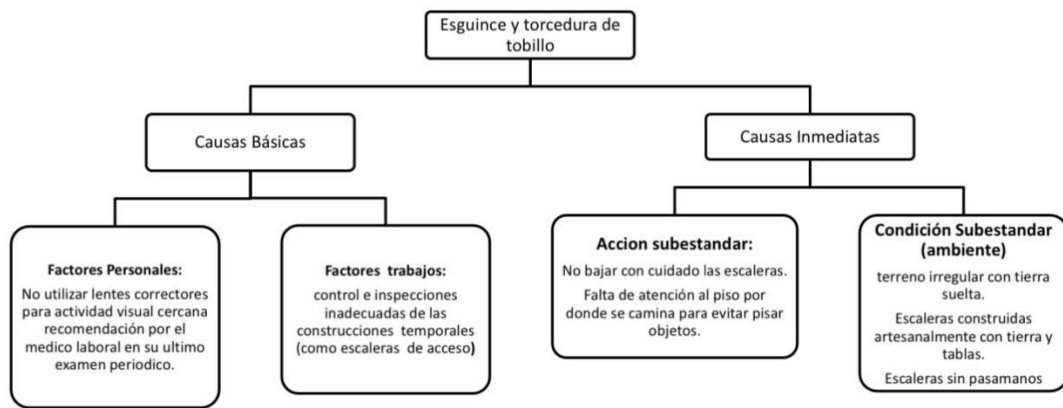 Esguince y torcedura de
tobillo
Causas Básicas
Causas Inmediatas
Factores Personales:
No utilizar lentes correctores
para actividad visual cercana
recomendación por el
medico laboral en su ultimo
examen periodico.
Factores trabajos:
control e inspecciones
inadecuadas de las
construcciones temporales
(como escaleras de acceso)
Accion subestandar:
No bajar con cuidado las escaleras.
Falta de atención al piso por
donde se camina para evitar pisar
objetos.
Condición Subestandar
(ambiente)
terreno irregular con tierra
suelta.
Escaleras construidas
artesanalmente con tierra y
tablas.
Escaleras sin pasamanos